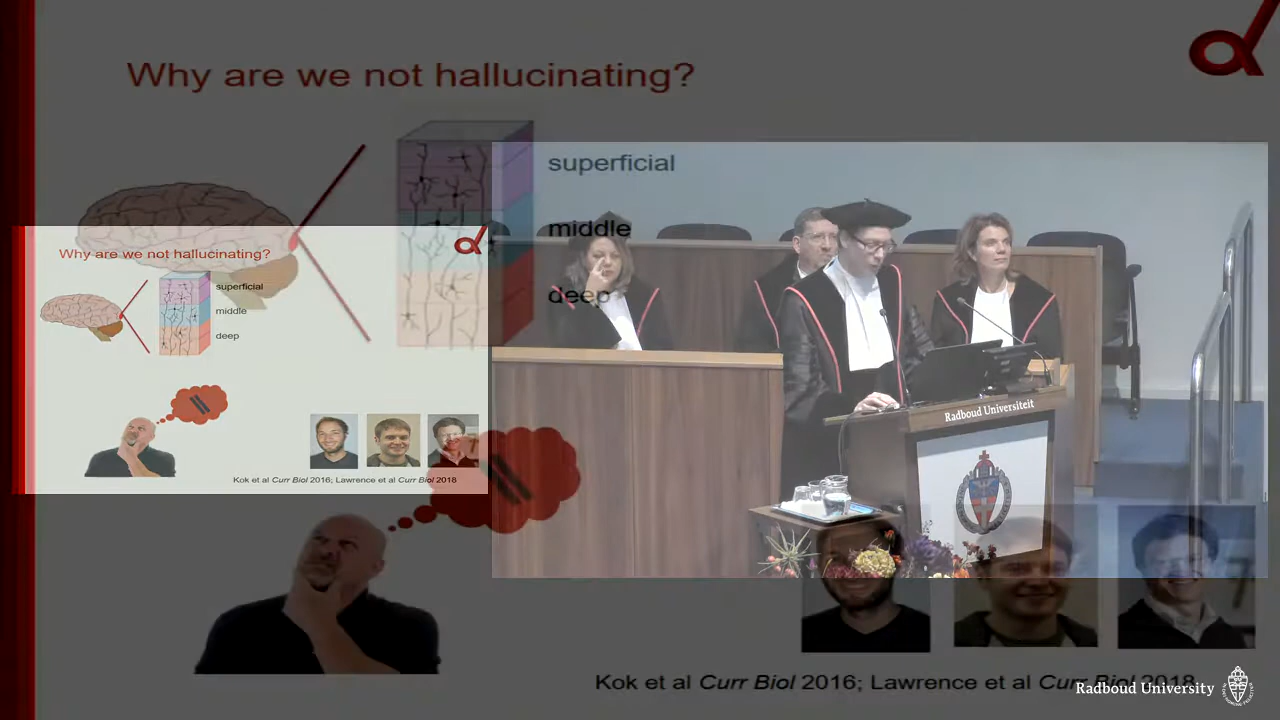 Why are we not hallucinating?
superficial
middle
deep
Why are we not hallucinating?
superficial
middle
deep
Kok et al Curr Biol 2016; Lawrence et al Curr Biol 2018
Radboud Universiteit
Kok et al Curr Biol 2016; Lawrence et al Curr Biol 2018
Radboud University